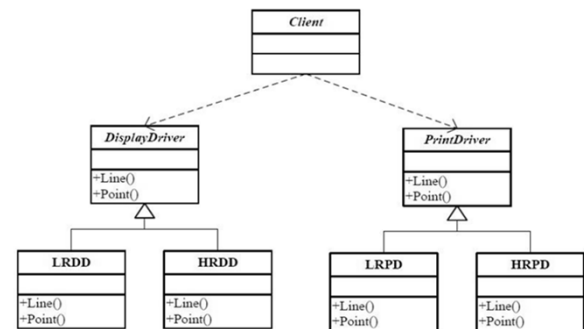 Client
DisplayDriver
+Line()
+Point()
PrintDriver
+Line()
+Point()
LRDD
+Line()
+Point()
HRDD
+Line()
+Point()
LRPD
+Line()
+Point()
HRPD
+Line()
+Point()